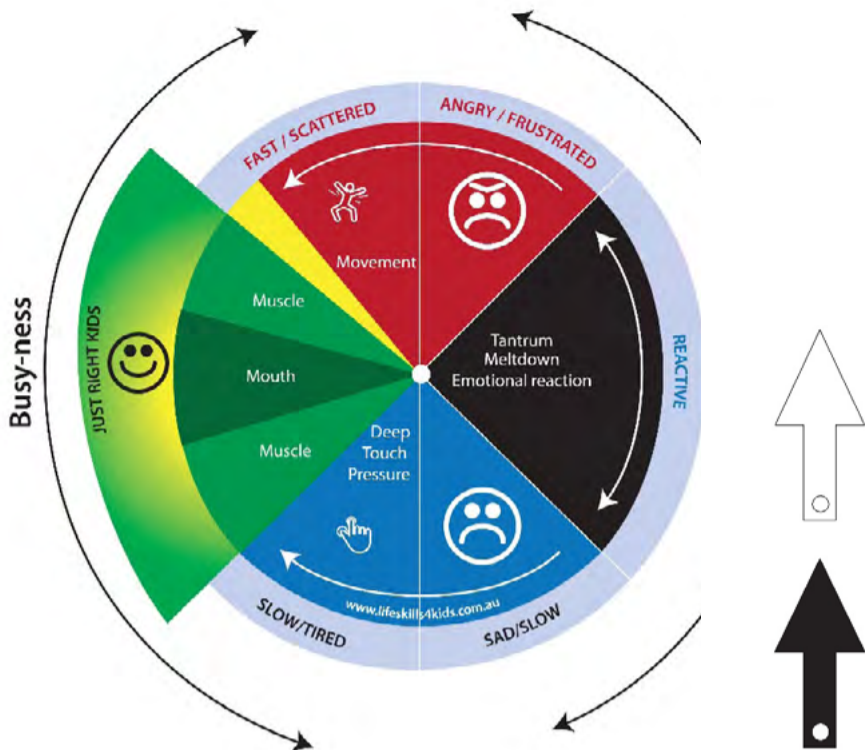 FAST / SCATTERED
ANGRY / FRUSTRATED
Movement
Muscle
Busy-ness
JUST RIGHT KIDS
Mouth
Tantrum
Meltdown
Emotional reaction
REACTIVE
Muscle
Deep
Touch
Pressure
www.lifeskills4kids.com.au
SLOW/TIRED
SAD/SLOW